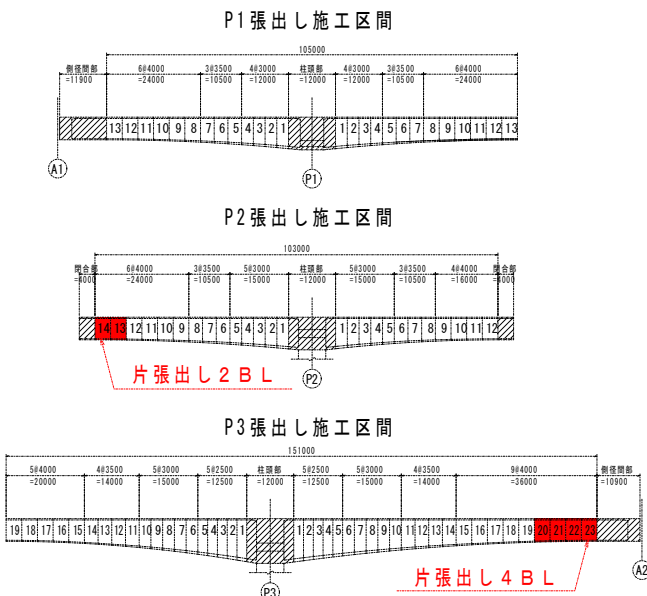 P1張出し施工区間
105000
側径間部 6@4000 3@3500 4@3000 柱頭部 4@3000 3@3500 6@4000
=11900 =24000 =10500 =12000 =12000 =12000 =10500 =24000
13 12 11 10 9 8 7 6 5 4 3 2 1 1 2 3 4 5 6 7 8 9 10 11 12 13
A1
P1
P2張出し施工区間
103000
閉合部 6@4000 3@3500 5@3000 柱頭部 5@3000 3@3500 4@4000 閉合部
=4000 =24000 =10500 =15000 =12000 =15000 =10500 =16000 =4000
14 13 12 11 10 9 8 7 6 5 4 3 2 1 1 2 3 4 5 6 7 8 9 10 11 12
片張出し2BL
P2
P3張出し施工区間
151000
5@4000 4@3500 5@3000 5@2500 柱頭部 5@2500 5@3000 4@3500 9@4000 側径間部
=20000 =14000 =15000 =12500 =12000 =12500 =15000 =14000 =36000 =10900
19 18 17 16 15 14 13 12 11 10 9 8 7 6 5 4 3 2 1 1 2 3 4 5 6 7 8 9 10 11 12 13 14 15 16 17 18 19 20 21 22 23
A2
片張出し4BL
P3